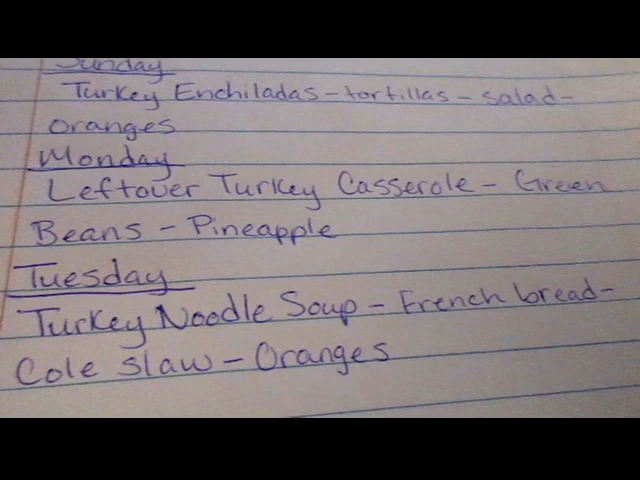 Sunday
Turkey Enchiladas - tortillas - salad -
oranges
Monday
Leftover Turkey Casserole - Green
Beans - Pineapple
Tuesday
Turkey Noodle Soup - French bread -
Cole slaw - Oranges